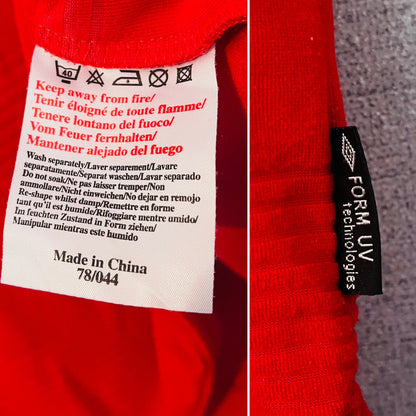 40
Keep away from fire/
Tenir éloigné de toute flamme/
Tenere lontano del fuoco/
Vom Feuer fernhalten/
Mantener alejado del fuego
Wash separately/Laver separement/Lavare
separatamente/Separat waschen/Lavar separado
Do not soak/Ne pas laisser tremper/Non
ammollare/Nicht einweichen/No dejar en remojo
Re-shape whilst damp/Remettre en forme
tant qu'il est humide/Rifoggiare mentre umido/
Im feuchten Zustand in Form ziehen/
Manipular mientras este humido
Made in China
78/044
FORM UV
technologies